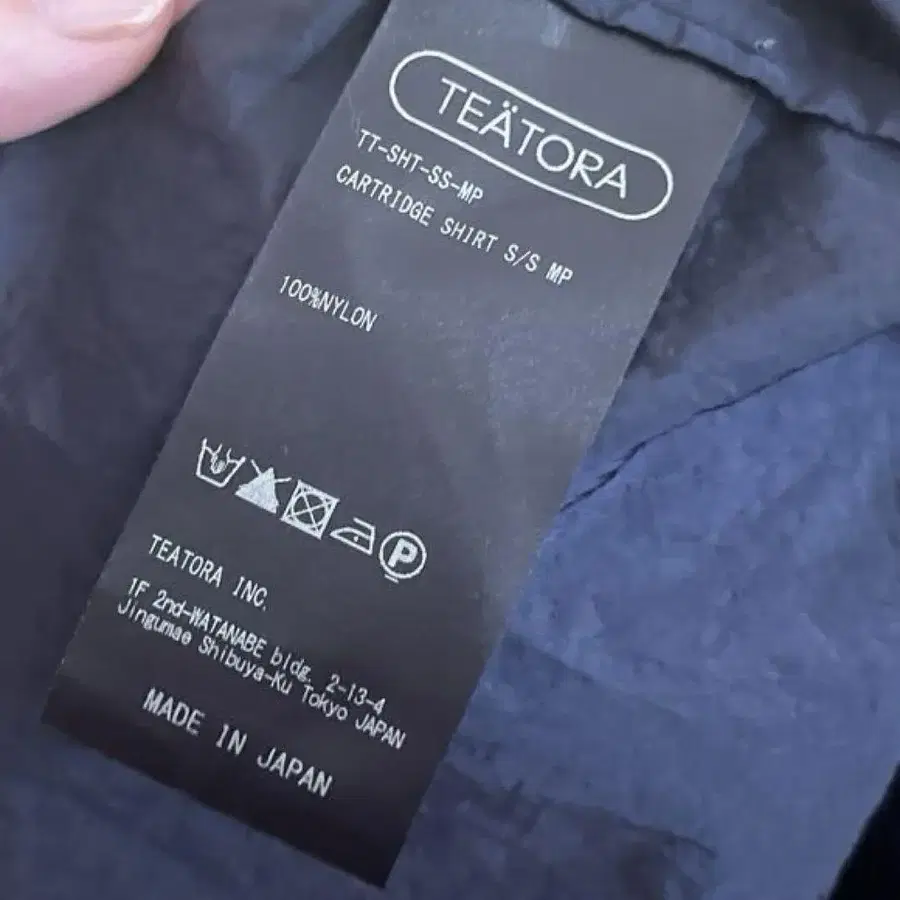 TEÄTORA
TT-SHT-SS-MP
CARTRIDGE SHIRT S/S MP
100%NYLON
P
TEATORA INC.
1F 2nd-WATANABE bldg. 2-13-4
Jingumae Shibuya-Ku Tokyo JAPAN
MADE IN JAPAN